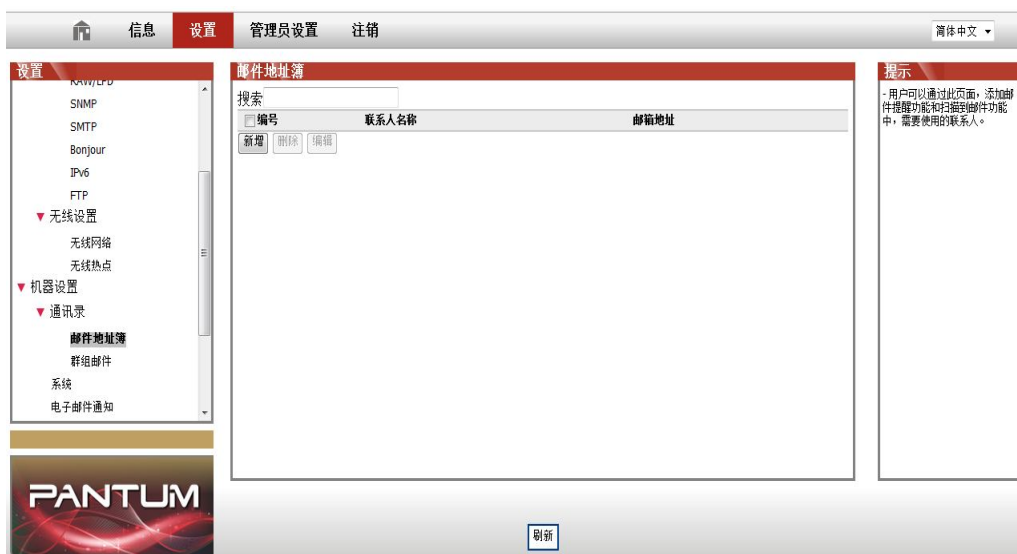 信息 设置 管理员设置 注销 简体中文
设置
RAW/LPD
SNMP
SMTP
Bonjour
IPv6
FTP
无线设置
无线网络
无线热点
机器设置
通讯录
邮件地址簿
群组邮件
系统
电子邮件通知
PANTUM
邮件地址簿
搜索
编号 联系人名称 邮箱地址
新增 删除 编辑
刷新
提示
- 用户可以通过此页面，添加邮
件提醒功能和扫描到邮件功能
中，需要使用的联系人。